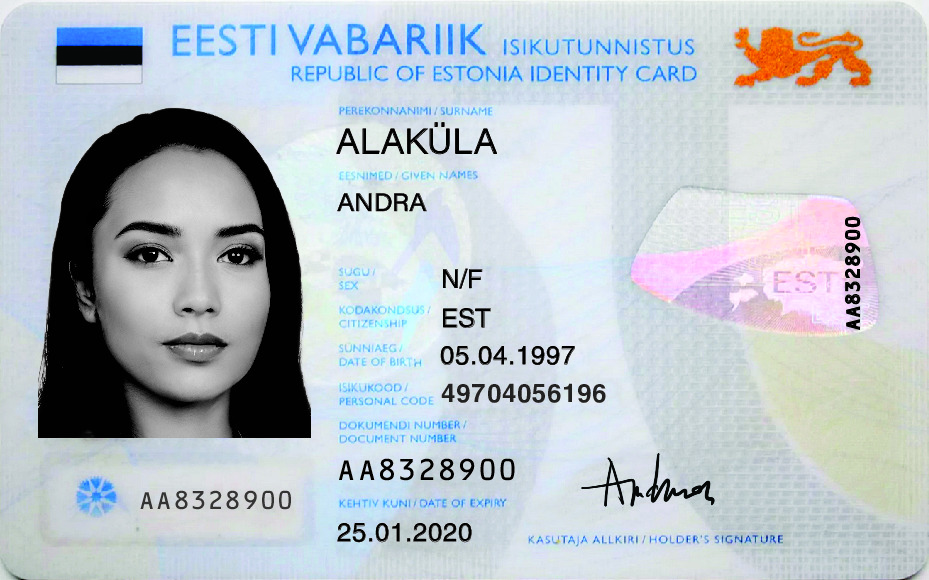 EESTI VABARIIK ISIKUTUNNISTUS
REPUBLIC OF ESTONIA IDENTITY CARD
PEREKONNANIMI / SURNAME
ALAKÜLA
EESNIMED / GIVEN NAMES
ANDRA
SUGU /
SEX
N/F
KODAKONDSUS /
CITIZENSHIP
EST
SÜNNIAEG /
DATE OF BIRTH
05.04.1997
ISIKUKOOD /
PERSONAL CODE
49704056196
DOKUMENDI NUMBER /
DOCUMENT NUMBER
AA8328900
KEHTIV KUNI / DATE OF EXPIRY
25.01.2020
AA8328900
EST
AA8328900
KASUTAJA ALLKIRI / HOLDER'S SIGNATURE